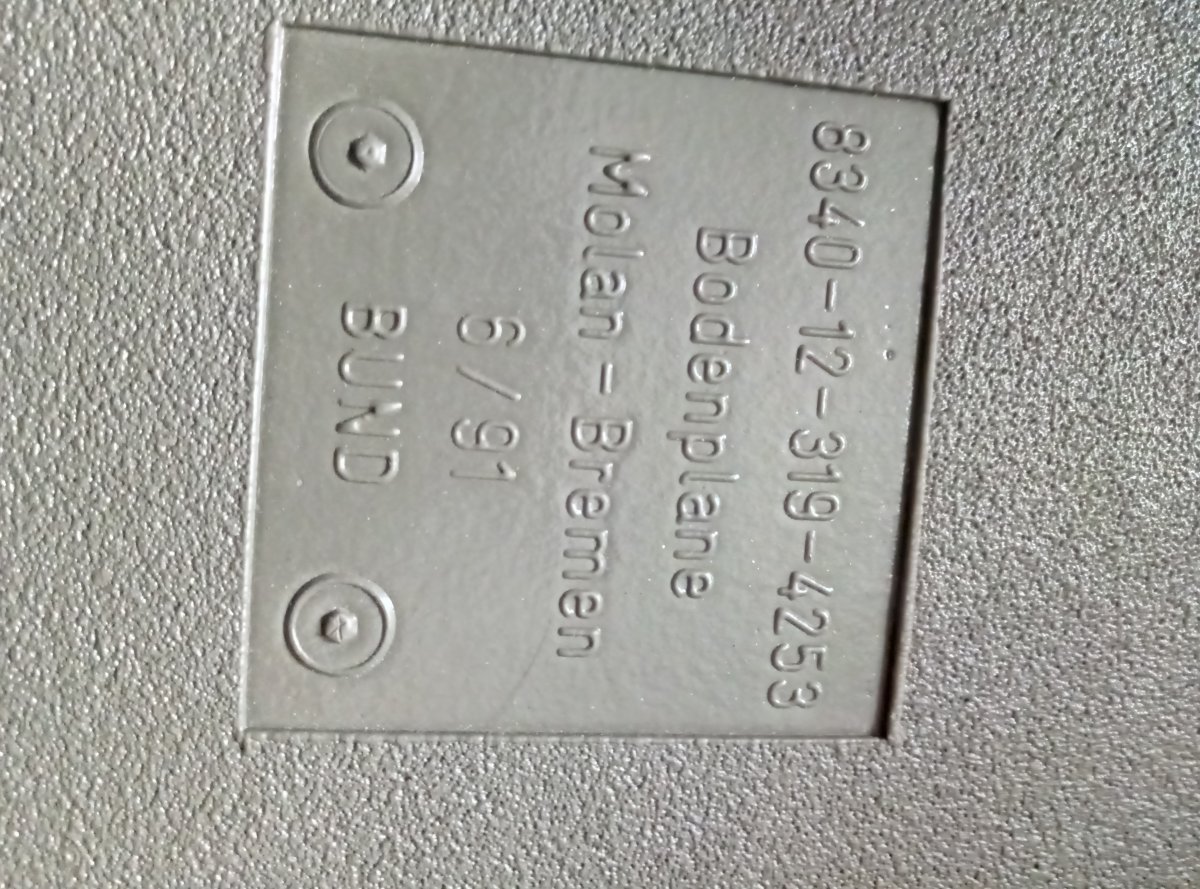 8340-12-319-4253
Bodenplane
Molan-Bremen
6/91
BUND